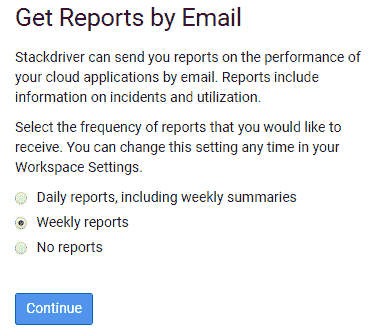 Get Reports by Email
Stackdriver can send you reports on the performance of
your cloud applications by email. Reports include
information on incidents and utilization.
Select the frequency of reports that you would like to
receive. You can change this setting any time in your
Workspace Settings.
Daily reports, including weekly summaries
Weekly reports
No reports
Continue